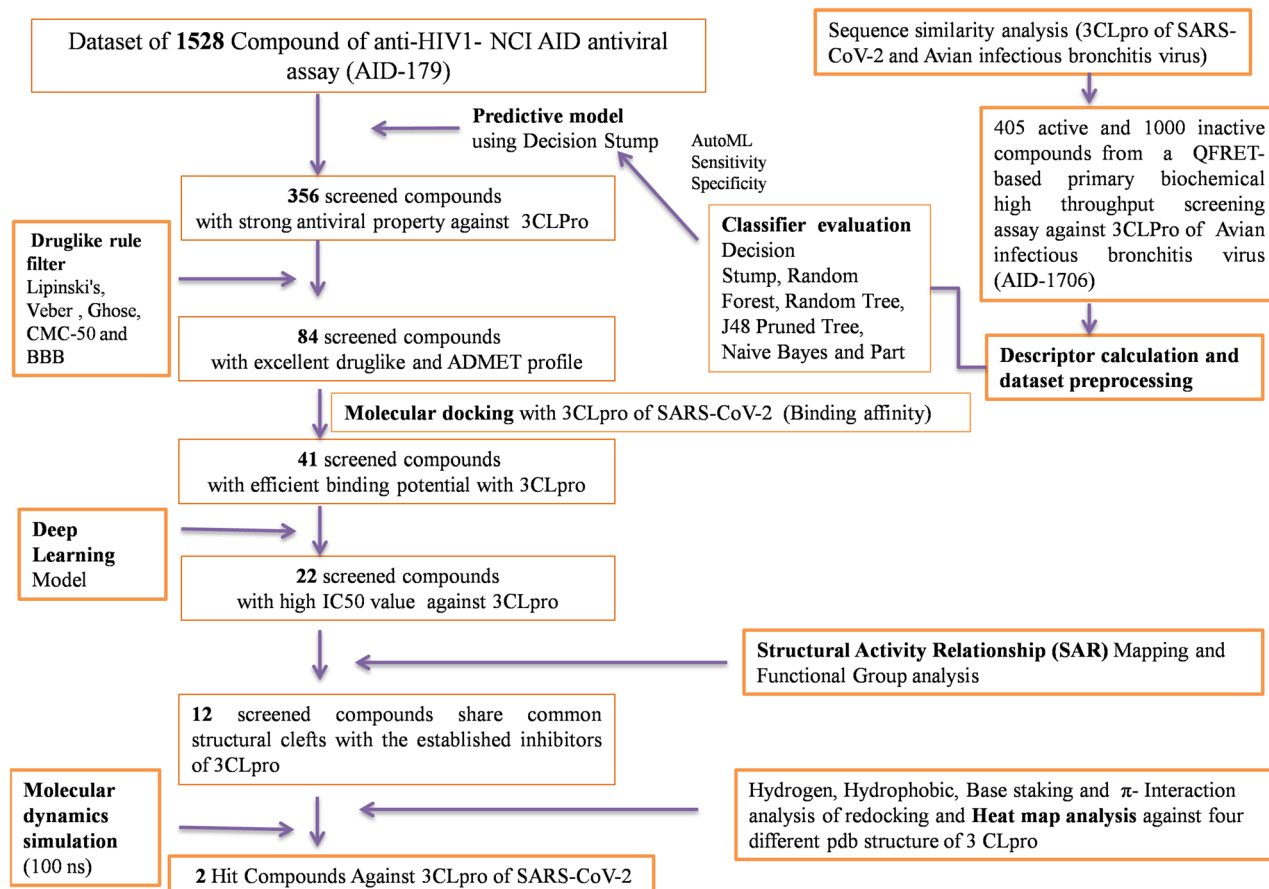 Dataset of 1528 Compound of anti-HIV1- NCI AID antiviral
assay (AID-179)
Sequence similarity analysis (3CLpro of SARS-
CoV-2 and Avian infectious bronchitis virus)
Predictive model
using Decision Stump
AutoML
Sensitivity
Specificity
405 active and 1000 inactive
compounds from a QFRET-
based primary biochemical
high throughput screening
assay against 3CLPro of Avian
infectious bronchitis virus
(AID-1706)
356 screened compounds
with strong antiviral property against 3CLPro
Classifier evaluation
Decision
Stump, Random
Forest, Random Tree,
J48 Pruned Tree,
Naive Bayes and Part
Druglike rule
filter
Lipinski's,
Veber , Ghose,
CMC-50 and
BBB
84 screened compounds
with excellent druglike and ADMET profile
Descriptor calculation and
dataset preprocessing
Molecular docking with 3CLpro of SARS-CoV-2 (Binding affinity)
41 screened compounds
with efficient binding potential with 3CLpro
Deep
Learning
Model
22 screened compounds
with high IC50 value against 3CLpro
Structural Activity Relationship (SAR) Mapping and
Functional Group analysis
12 screened compounds share common
structural clefts with the established inhibitors
of 3CLpro
Molecular
dynamics
simulation
(100 ns)
Hydrogen, Hydrophobic, Base staking and π- Interaction
analysis of redocking and Heat map analysis against four
different pdb structure of 3 CLpro
2 Hit Compounds Against 3CLpro of SARS-CoV-2